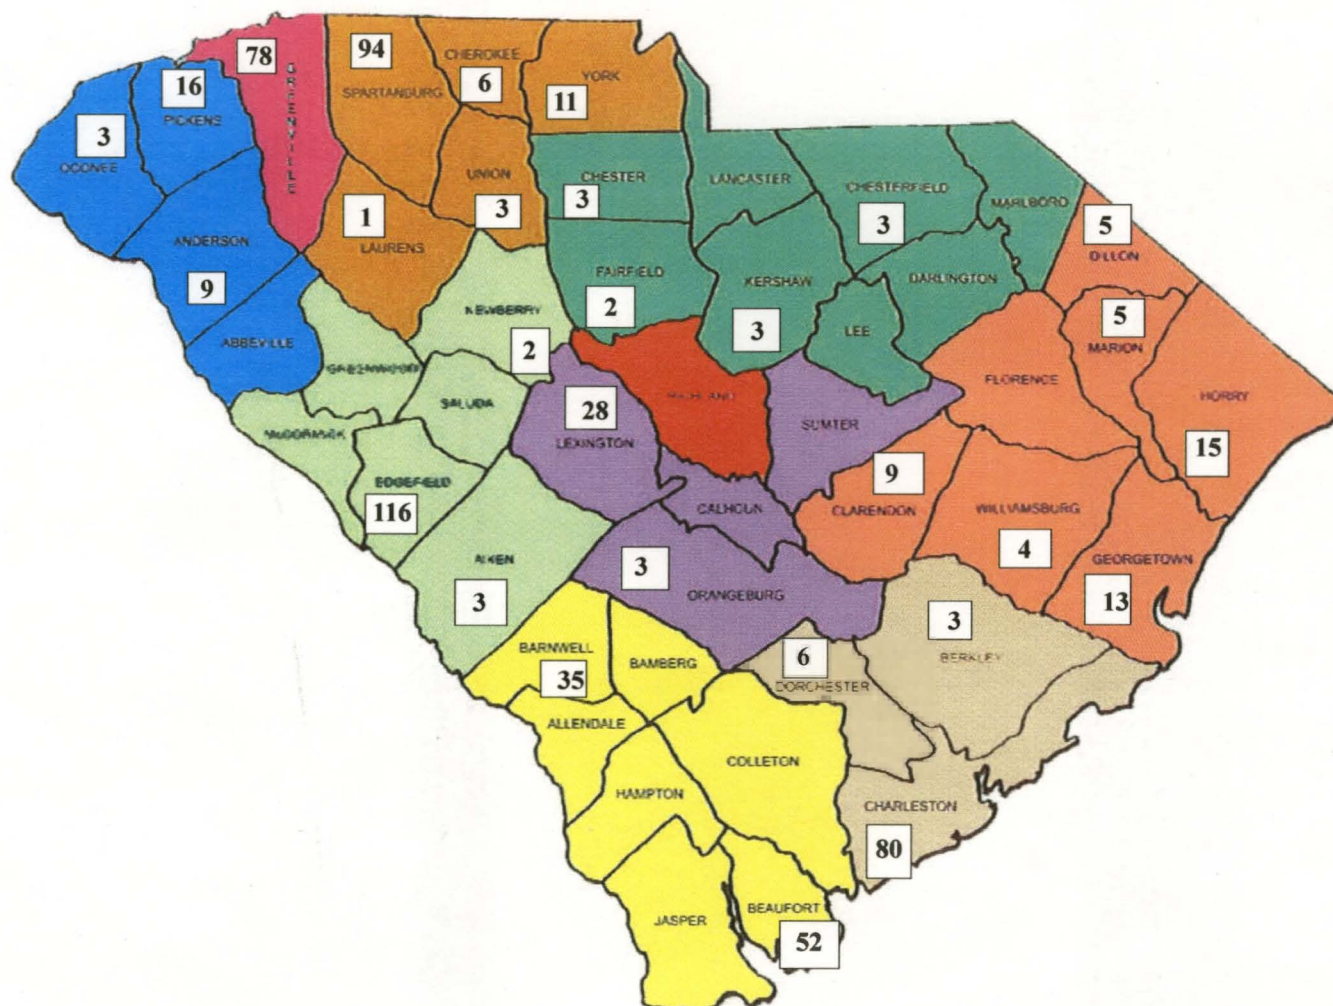 78
GREENVILLE
94
SPARTANBURG
CHEROKEE
6
YORK
11
16
PICKENS
3
OCONEE
UNION
3
CHESTER
3
LANCASTER
CHESTERFIELD
3
MARLBORO
1
LAURENS
5
DILLON
ANDERSON
9
FAIRFIELD
2
KERSHAW
3
DARLINGTON
LEE
5
MARION
NEWBERRY
2
ABBEVILLE
GREENWOOD
SALUDA
28
LEXINGTON
RICHLAND
SUMTER
FLORENCE
HORRY
15
McCORMICK
EDGEFIELD
116
CALHOUN
9
CLARENDON
WILLIAMSBURG
4
GEORGETOWN
13
AIKEN
3
3
ORANGEBURG
3
BERKLEY
BARNWELL
35
BAMBERG
6
DORCHESTER
ALLENDALE
COLLETON
HAMPTON
CHARLESTON
80
JASPER
BEAUFORT
52